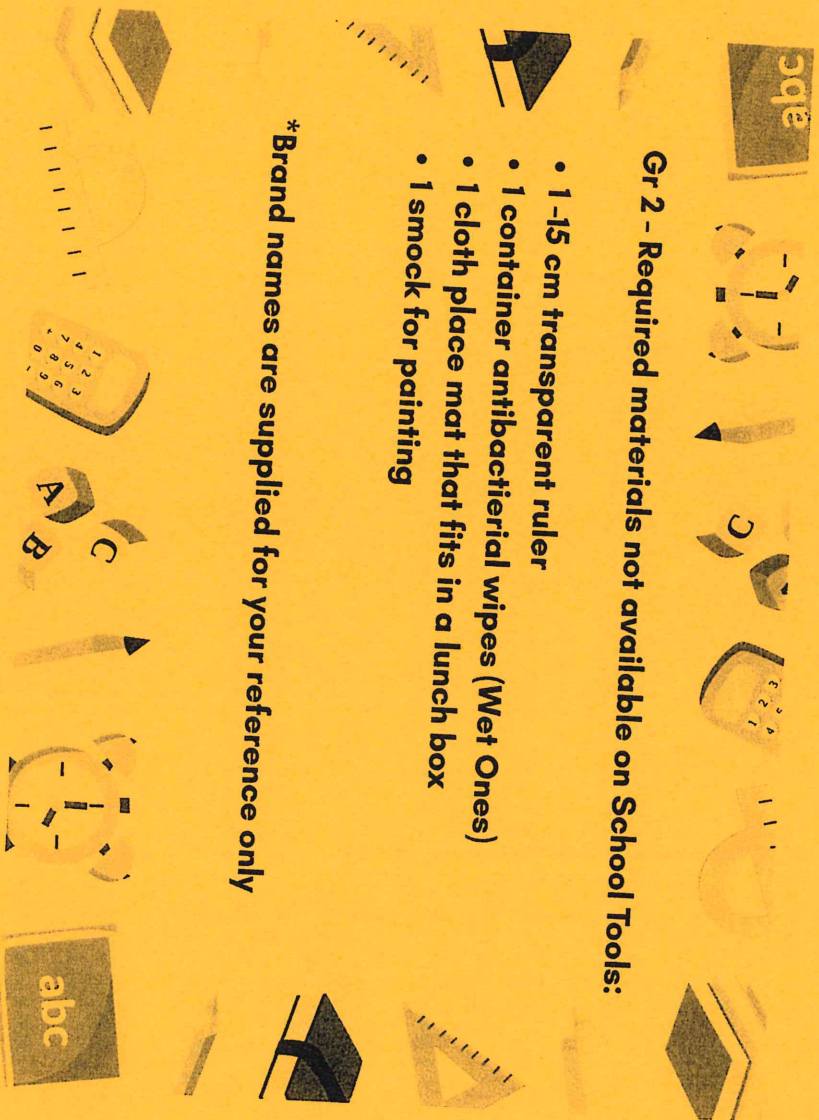 Gr 2 - Required materials not available on School Tools:
• 1 -15 cm transparent ruler
• 1 container antibactierial wipes (Wet Ones)
• 1 cloth place mat that fits in a lunch box
• 1 smock for painting
*Brand names are supplied for your reference only
abc
abc
A
B
C
C